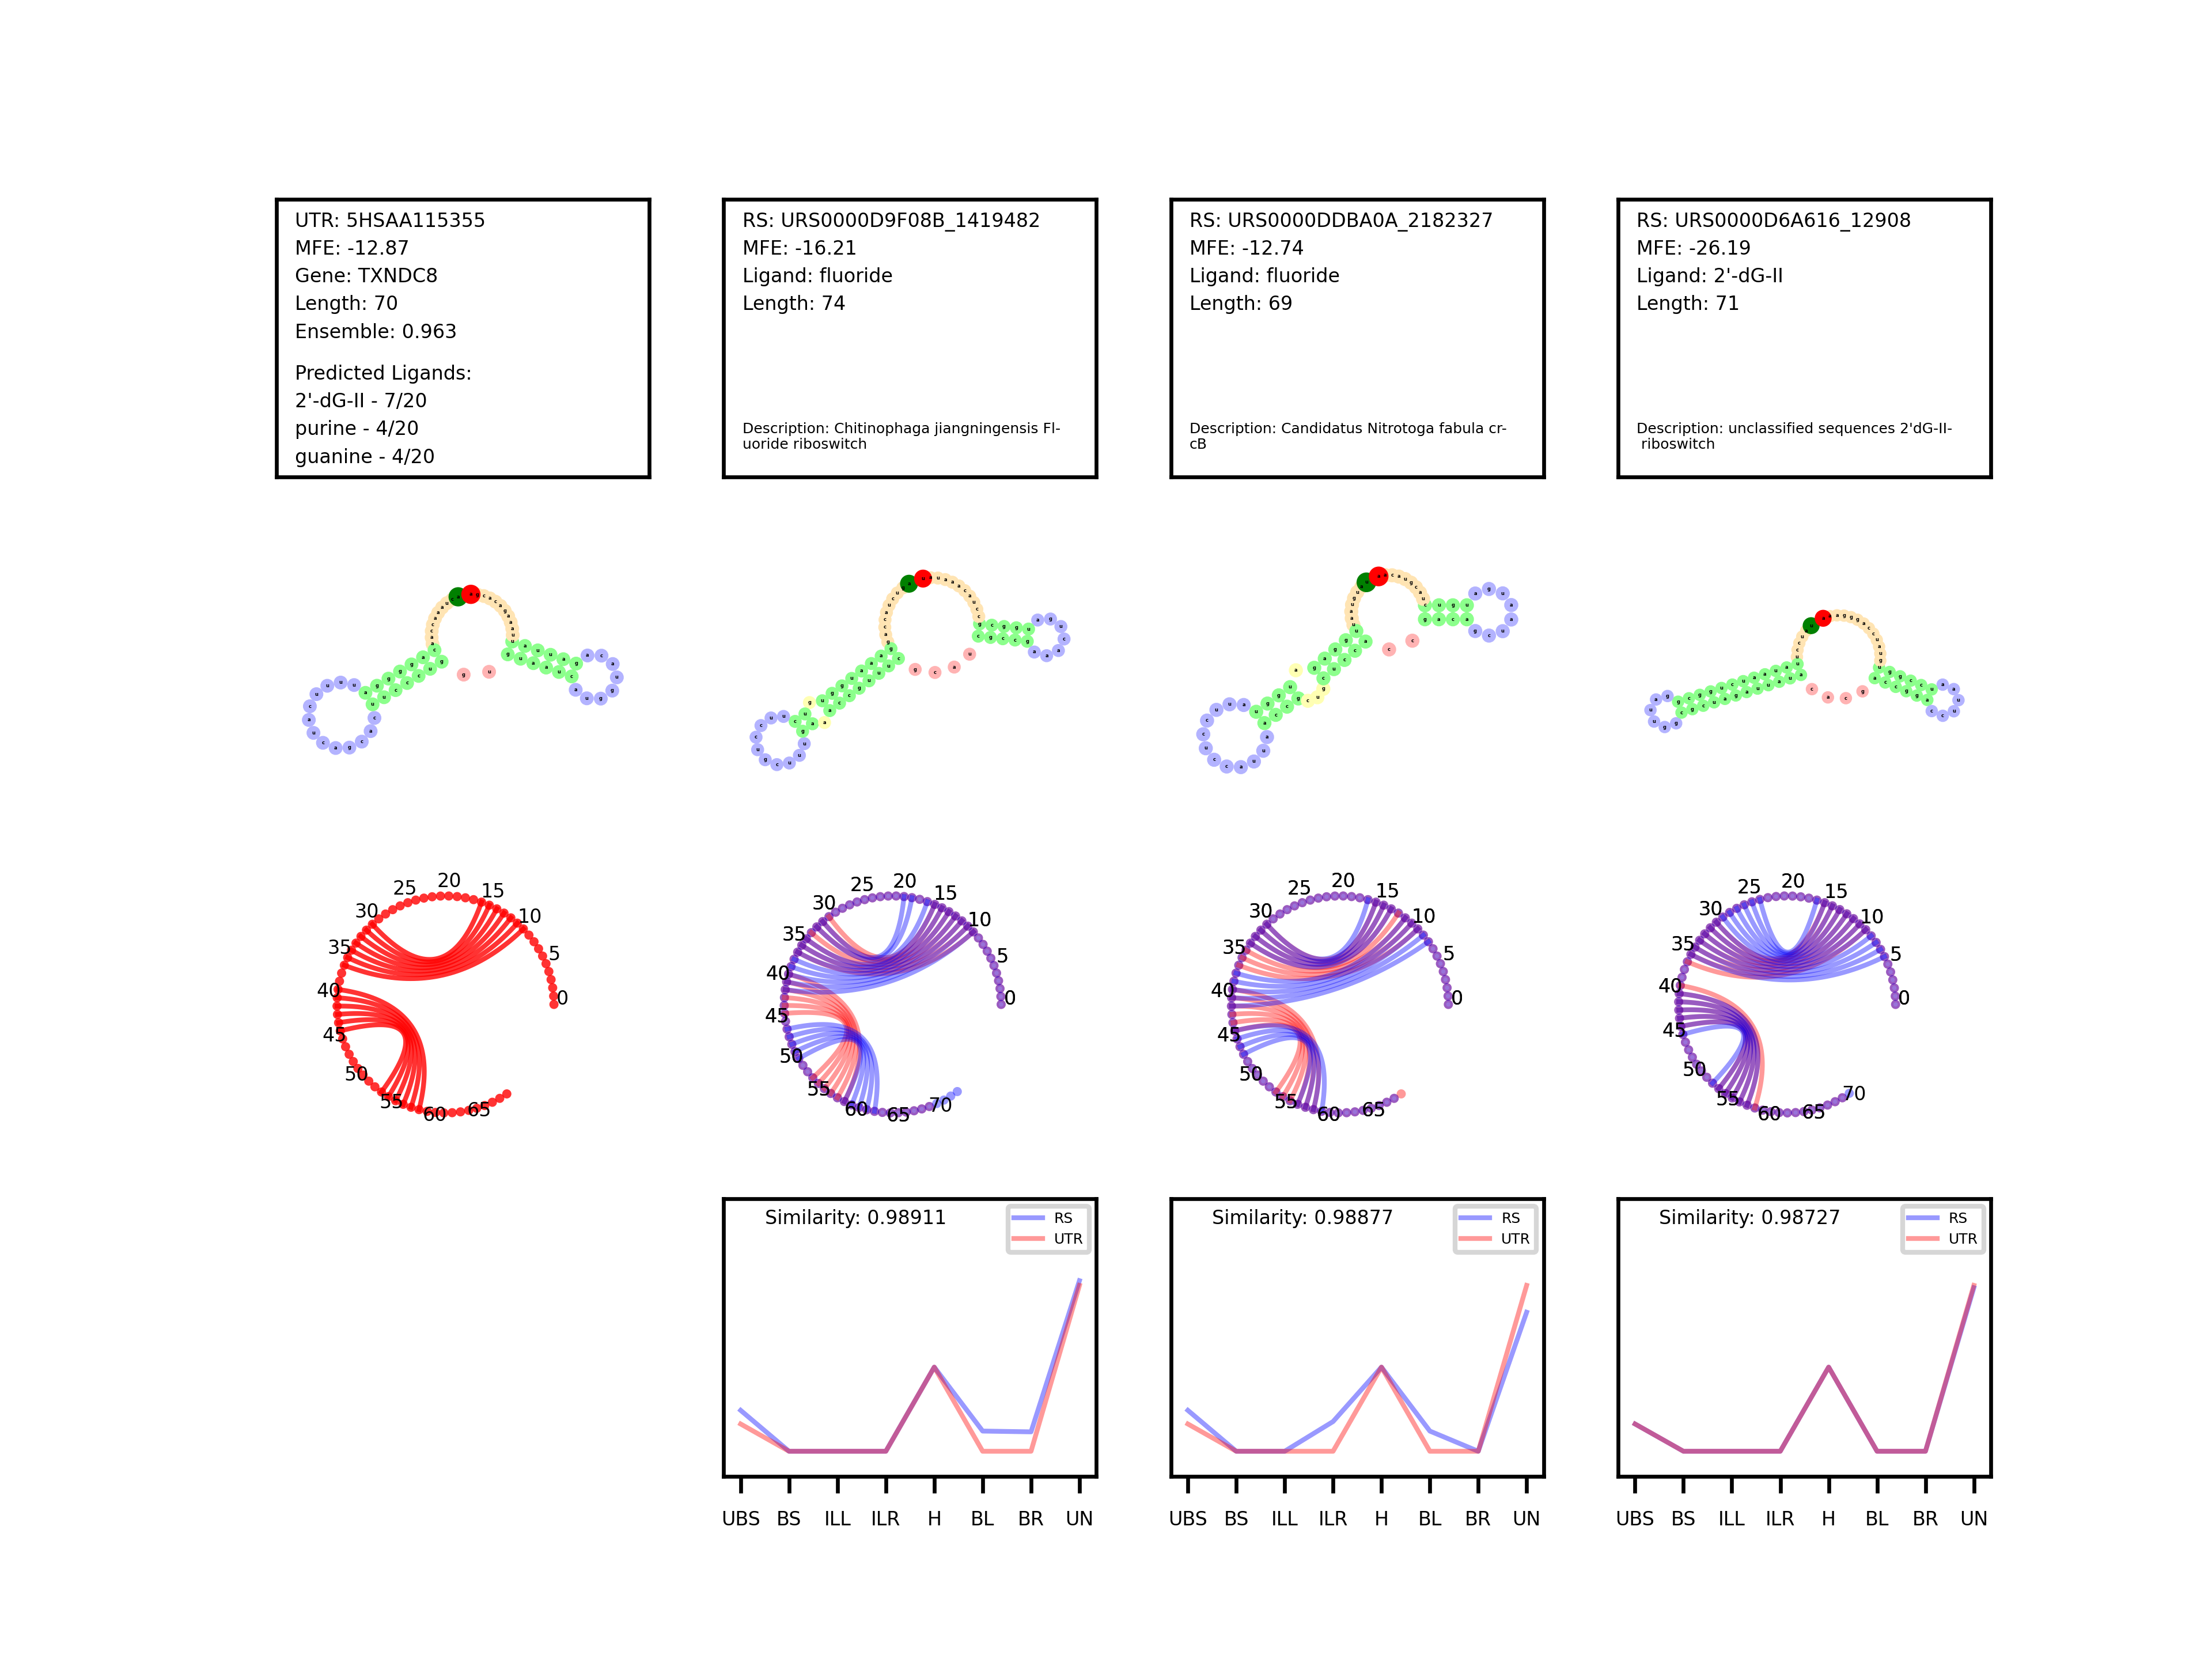 UTR: 5HSAA115355
MFE: -12.87
Gene: TXNDC8
Length: 70
Ensemble: 0.963
Predicted Ligands:
2'-dG-II - 7/20
purine - 4/20
guanine - 4/20
RS: URS0000D9F08B_1419482
MFE: -16.21
Ligand: fluoride
Length: 74
Description: Chitinophaga jiangningensis Fl-
uoride riboswitch
RS: URS0000DDBA0A_2182327
MFE: -12.74
Ligand: fluoride
Length: 69
Description: Candidatus Nitrotoga fabula cr-
cB
RS: URS0000D6A616_12908
MFE: -26.19
Ligand: 2'-dG-II
Length: 71
Description: unclassified sequences 2'dG-II-
riboswitch
0 5 10 15 20 25 30 35 40 45 50 55 60 65
0 5 10 15 20 25 30 35 40 45 50 55 60 65 70
0 5 10 15 20 25 30 35 40 45 50 55 60 65
0 5 10 15 20 25 30 35 40 45 50 55 60 65 70
Similarity: 0.98911
RS
UTR
UBS BS ILL ILR H BL BR UN
Similarity: 0.98877
RS
UTR
UBS BS ILL ILR H BL BR UN
Similarity: 0.98727
RS
UTR
UBS BS ILL ILR H BL BR UN